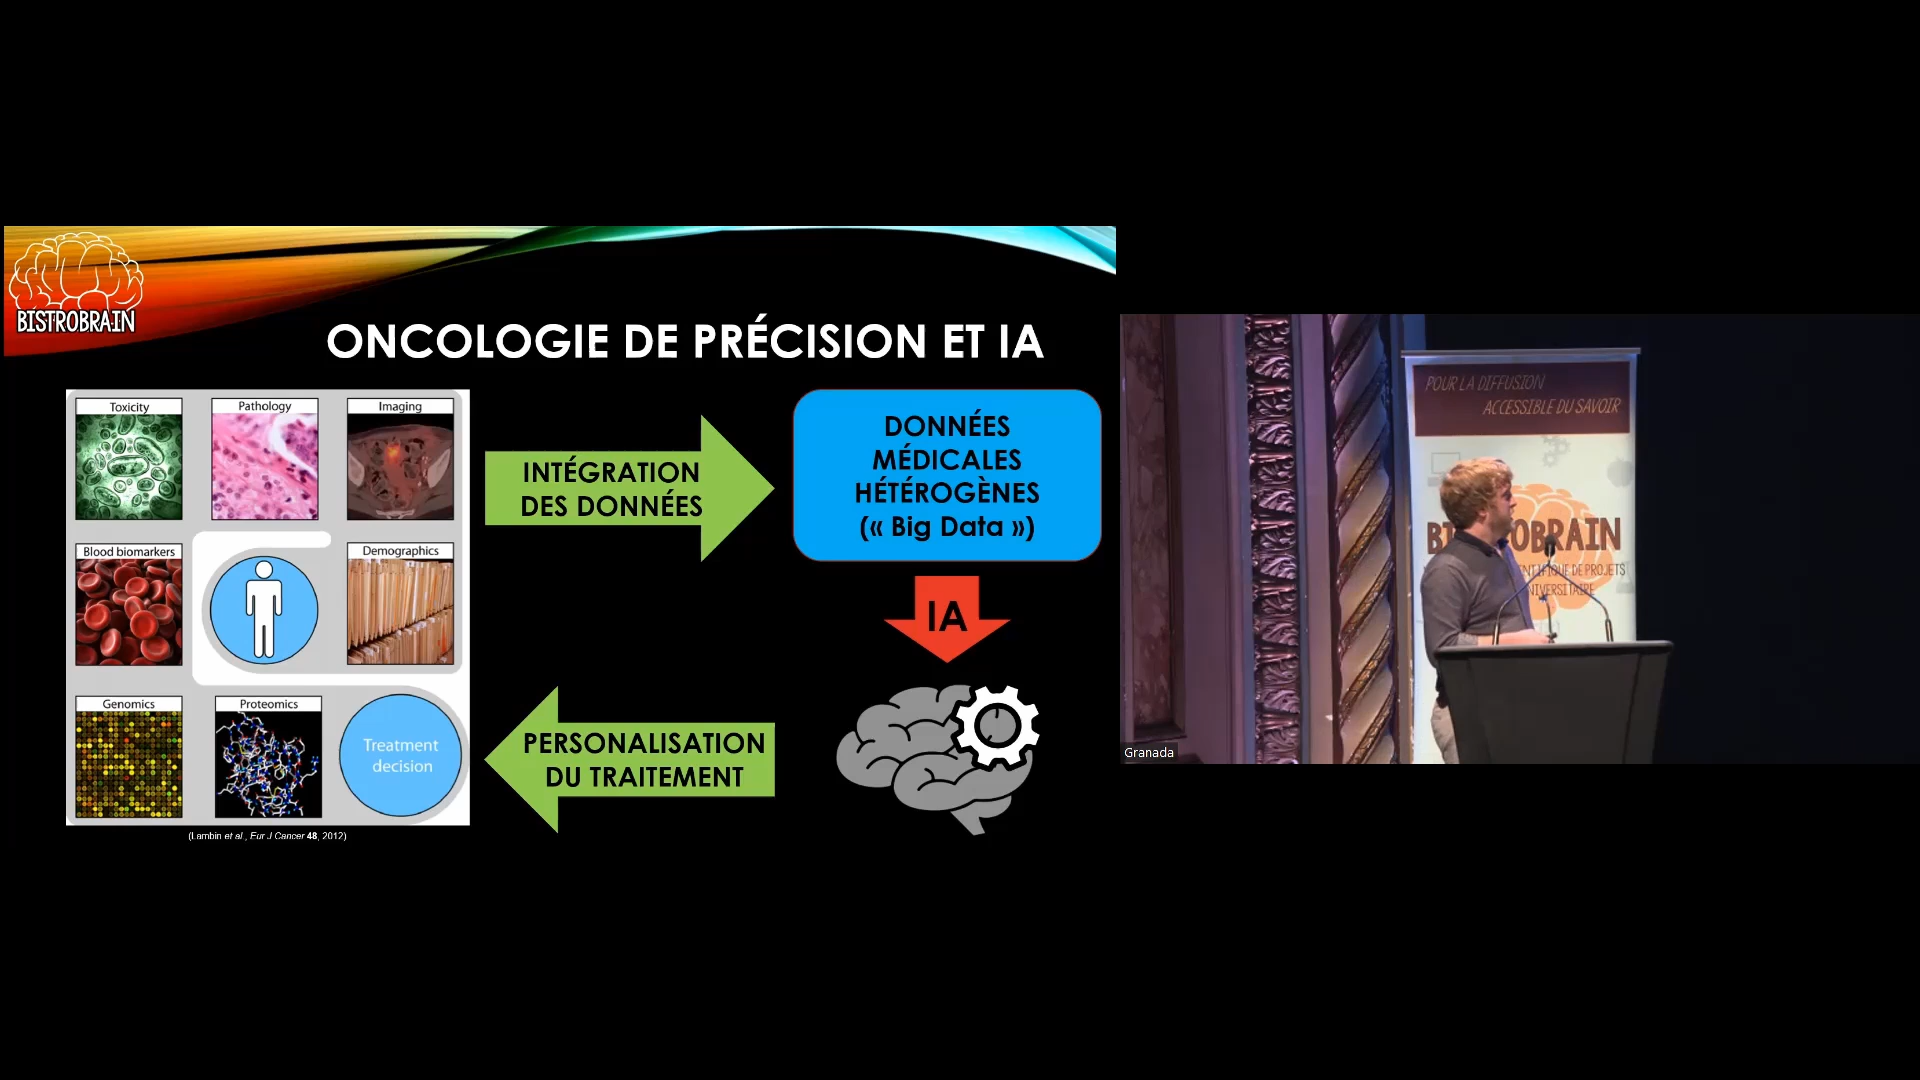 BISTROBRAIN
ONCOLOGIE DE PRÉCISION ET IA
Toxicity
Pathology
Imaging
Blood biomarkers
Demographics
Genomics
Proteomics
Treatment
decision
(Lambin et al., Eur J Cancer 48, 2012)
INTÉGRATION
DES DONNÉES
DONNÉES
MÉDICALES
HÉTÉROGÈNES
(« Big Data »)
IA
PERSONALISATION
DU TRAITEMENT
POUR LA DIFFUSION
ACCESSIBLE DU SAVOIR
DE PROJETS
Granada